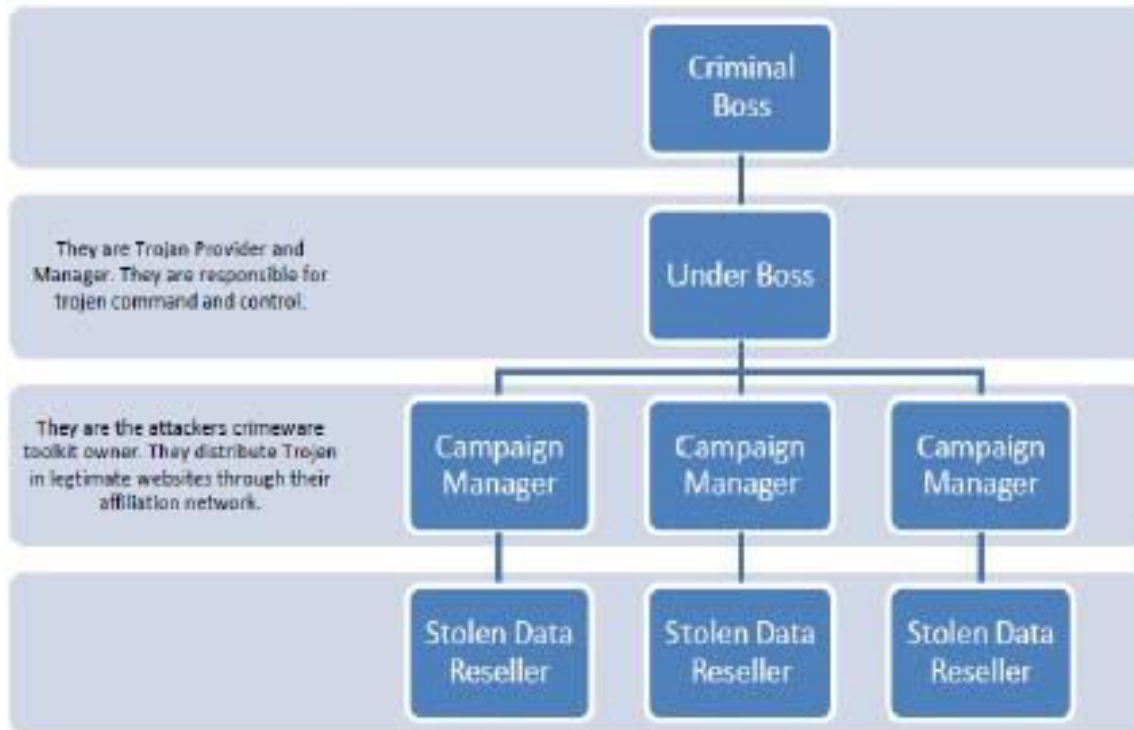 Criminal
Boss
They are Trojan Provider and
Manager. They are responsible for
trojen command and control.
Under Boss
They are the attackers crimeware
toolkit owner. They distribute Trojan
in legtimate websites through their
affiliation network.
Campaign
Manager
Campaign
Manager
Campaign
Manager
Stolen Data
Reseller
Stolen Data
Reseller
Stolen Data
Reseller